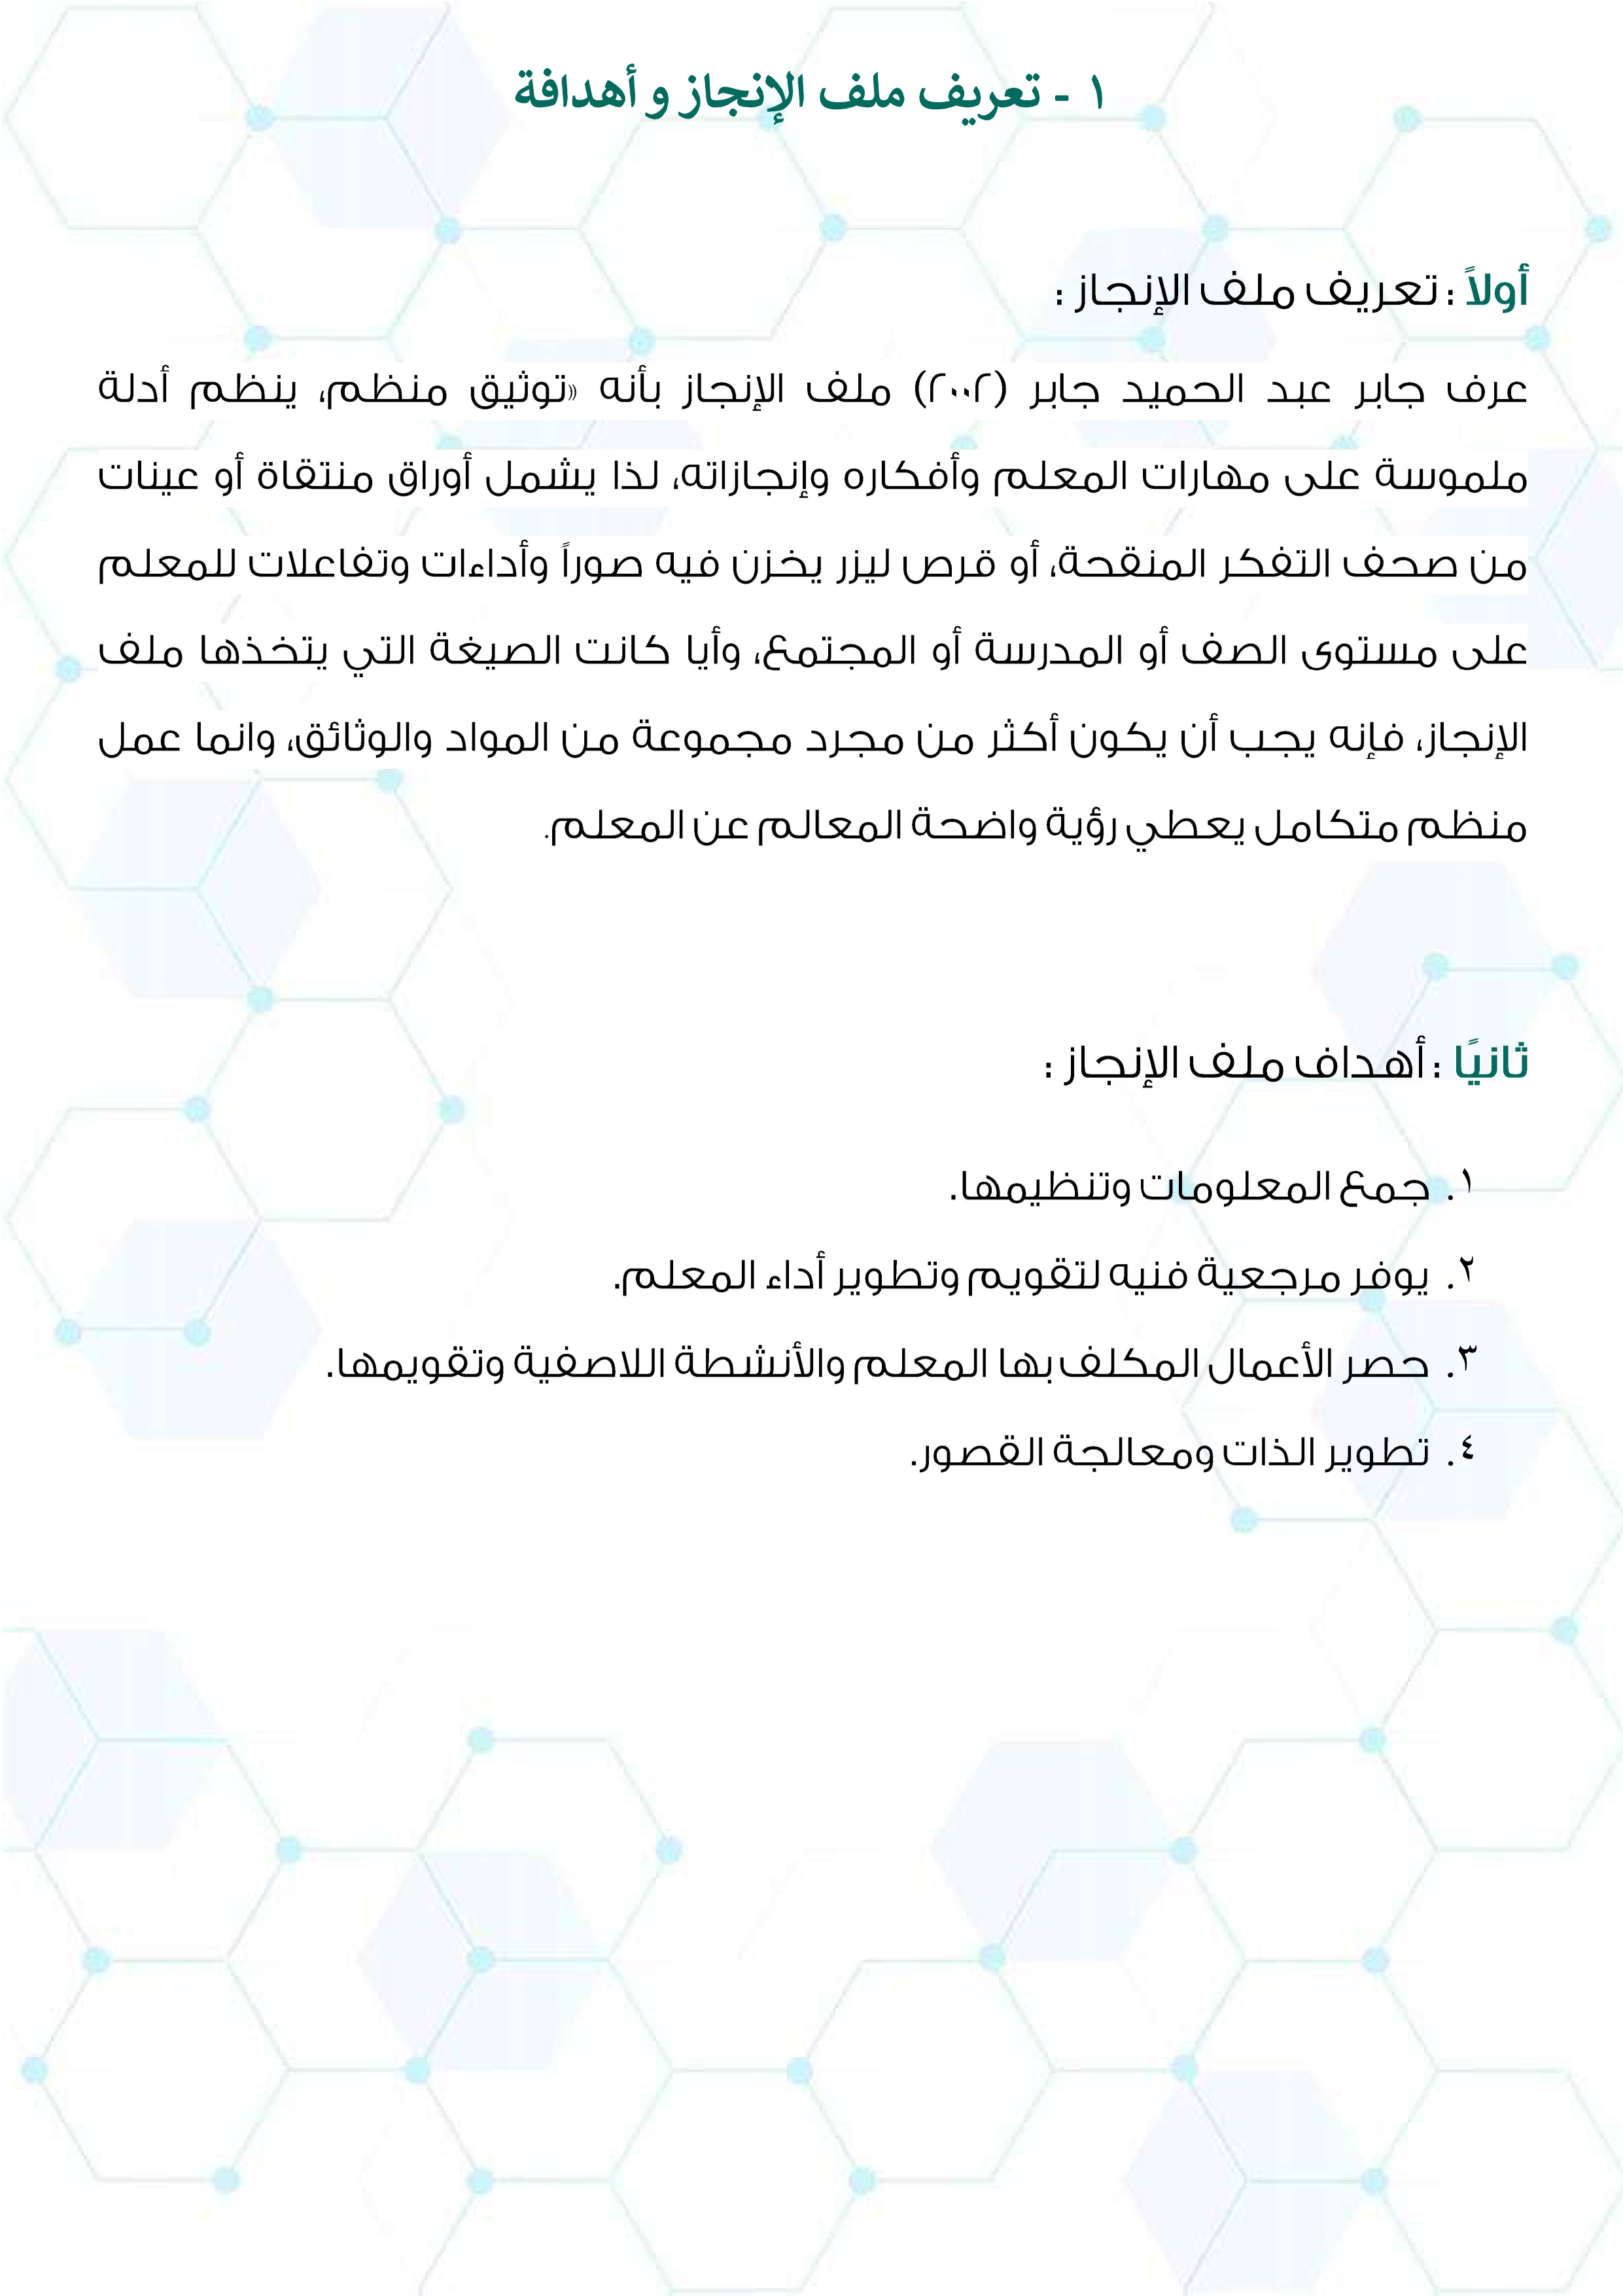 ١ - تعريف ملف الإنجاز و أهدافة
أولاً : تعريف ملف الإنجاز :
عرف جابر عبد الحميد جابر (٢٠٠٢) ملف الإنجاز بأنه «توثيق منظم، ينظم أدلة
ملموسة على مهارات المعلم وأفكاره وإنجازاته، لذا يشمل أوراق منتقاة أو عينات
من صحف التفكر المنقحة، أو قرص ليزر يخزن فيه صوراً وأداءات وتفاعلات للمعلم
على مستوى الصف أو المدرسة أو المجتمع، وأيا كانت الصيغة التي يتخذها ملف
الإنجاز، فإنه يجب أن يكون أكثر من مجرد مجموعة من المواد والوثائق، وانما عمل
منظم متكامل يعطي رؤية واضحة المعالم عن المعلم.
ثانيًا : أهداف ملف الإنجاز :
١. جمع المعلومات وتنظيمها.
٢. يوفر مرجعية فنيه لتقويم وتطوير أداء المعلم.
٣. حصر الأعمال المكلف بها المعلم والأنشطة اللاصفية وتقويمها.
٤. تطوير الذات ومعالجة القصور.